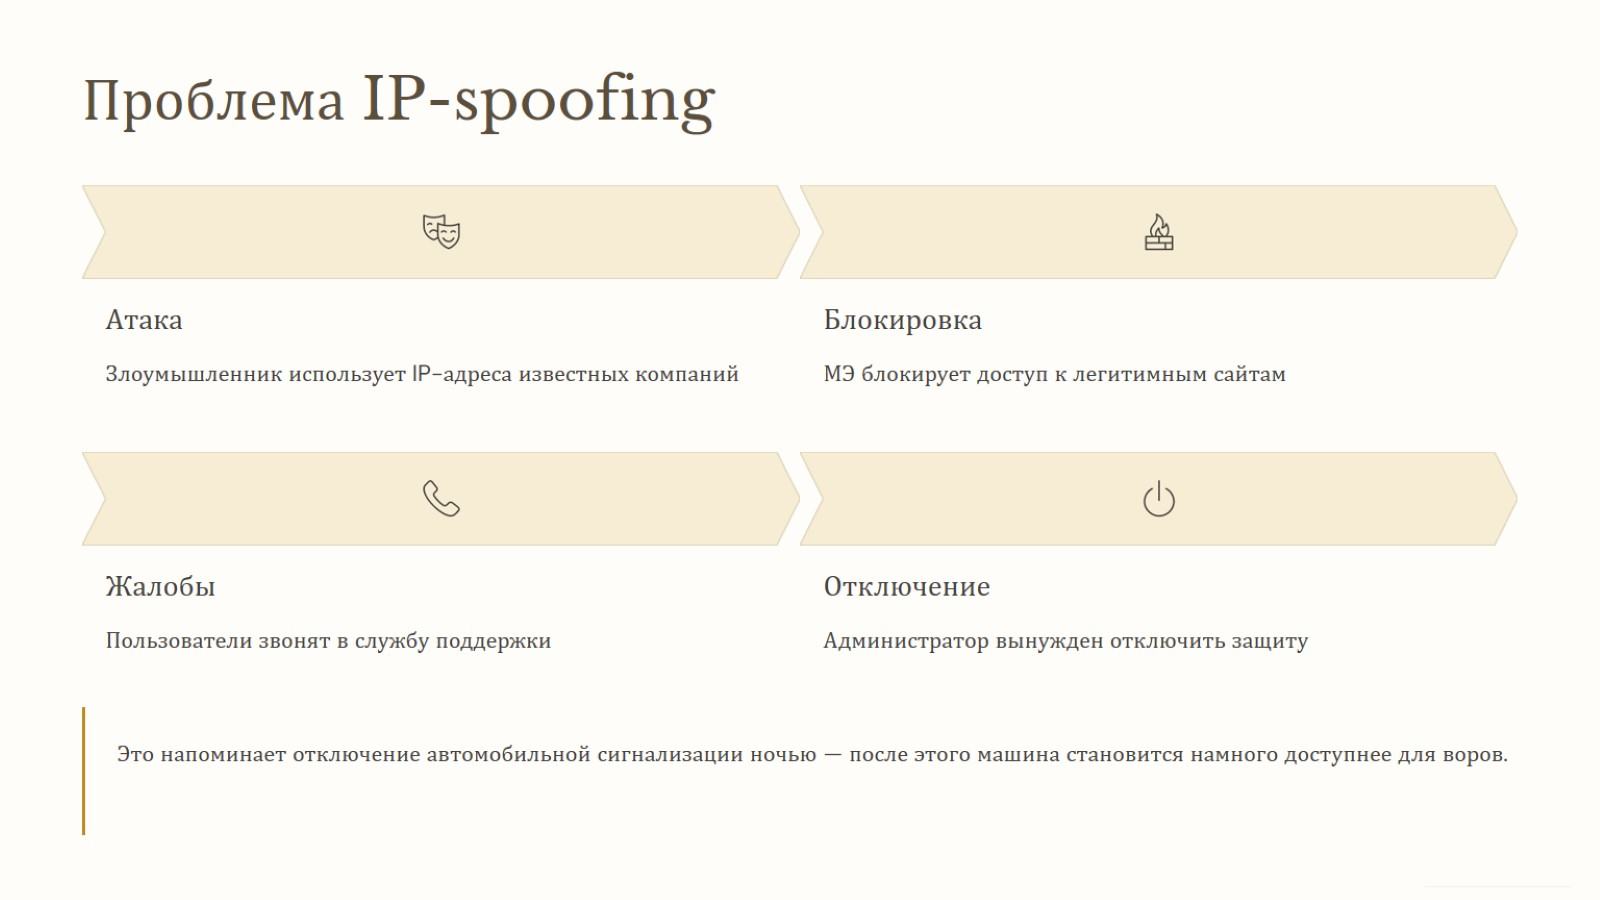 Проблема IP-spoofing
Атака
Злоумышленник использует IP-адреса известных компаний
Блокировка
МЭ блокирует доступ к легитимным сайтам
Жалобы
Пользователи звонят в службу поддержки
Отключение
Администратор вынужден отключить защиту
Это напоминает отключение автомобильной сигнализации ночью — после этого машина становится намного доступнее для воров.